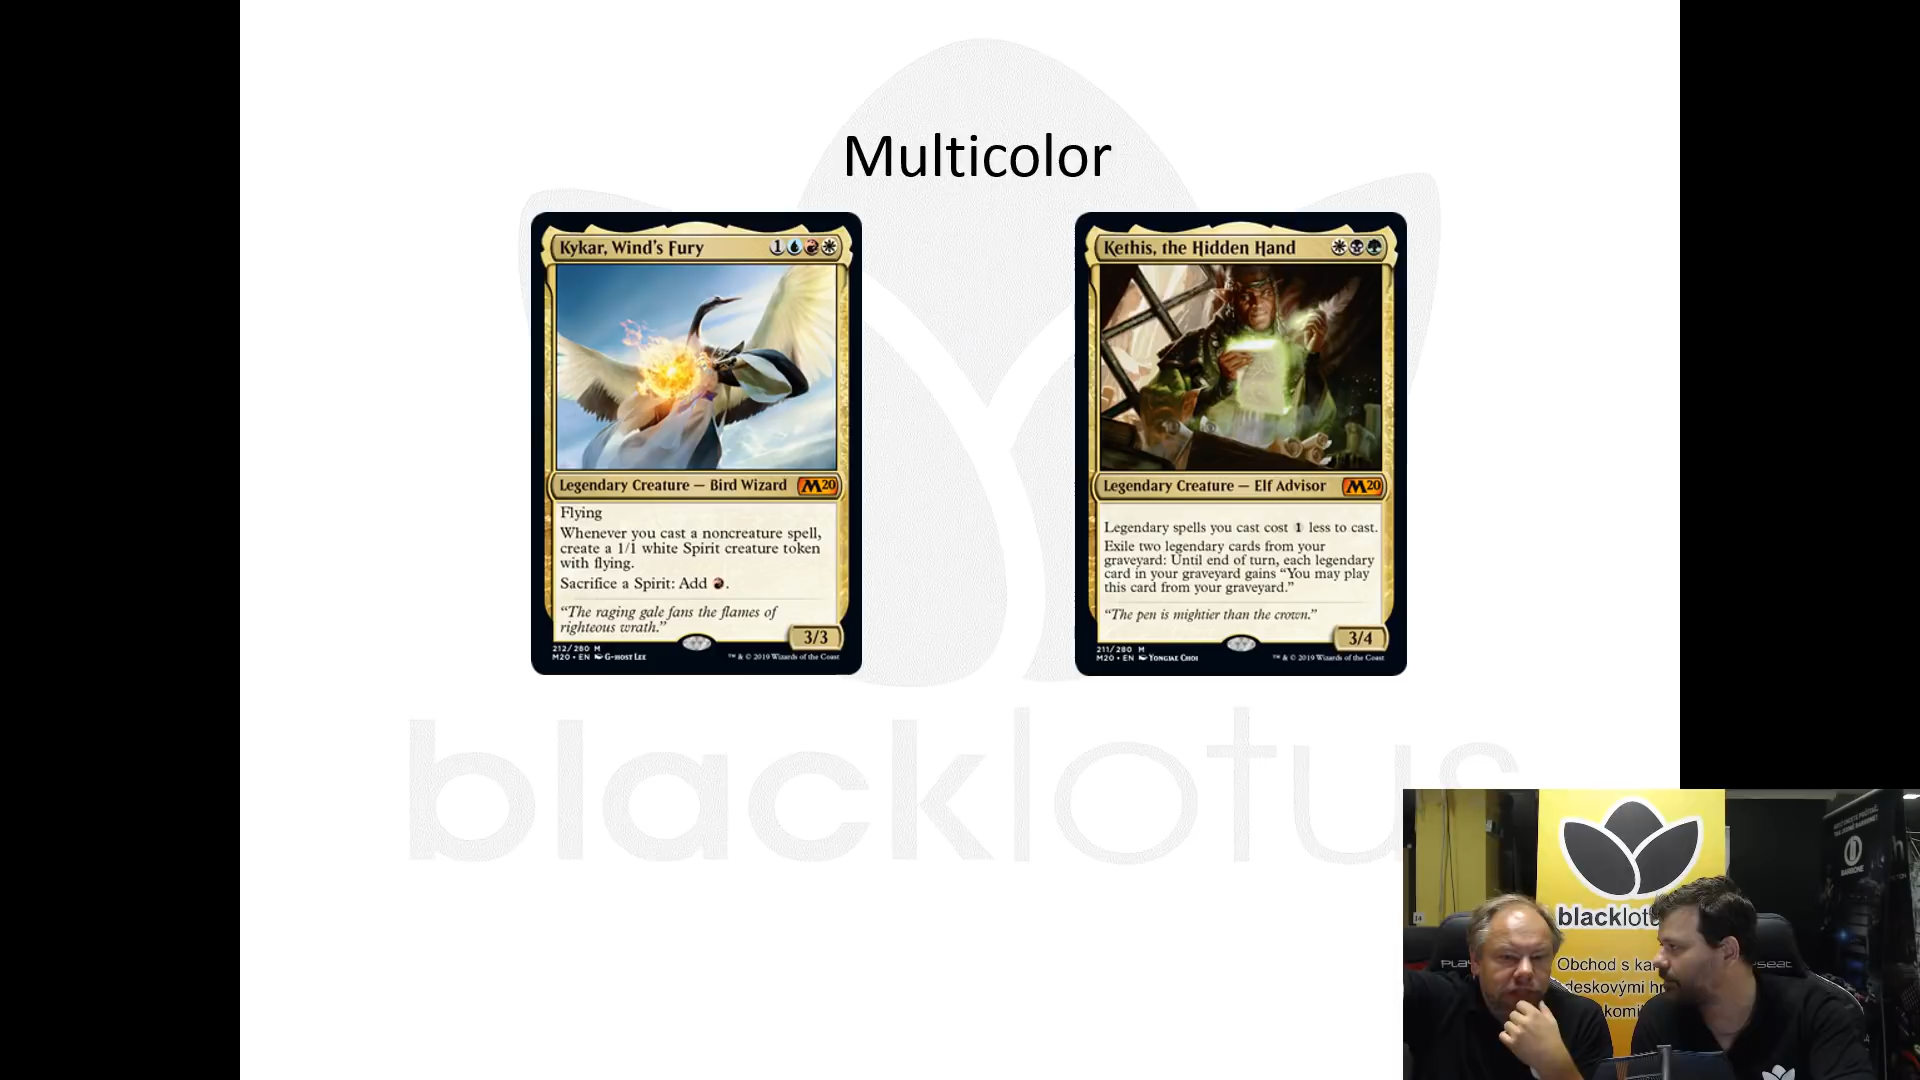 Multicolor
Kykar, Wind's Fury 1
Legendary Creature — Bird Wizard M20
Flying
Whenever you cast a noncreature spell,
create a 1/1 white Spirit creature token
with flying.
Sacrifice a Spirit: Add .
"The raging gale fans the flames of
righteous wrath."
3/3
212/280 M
M20 • EN G-host Lee
™ & © 2019 Wizards of the Coast
Kethis, the Hidden Hand
Legendary Creature — Elf Advisor M20
Legendary spells you cast cost 1 less to cast.
Exile two legendary cards from your
graveyard: Until end of turn, each legendary
card in your graveyard gains "You may play
this card from your graveyard."
"The pen is mightier than the crown."
3/4
211/280 M
M20 • EN Yongjae Choi
™ & © 2019 Wizards of the Coast
blacklotus
blacklotu
Obchod s ka
deskovými h
komi
PLA
seat
BARBONE
14